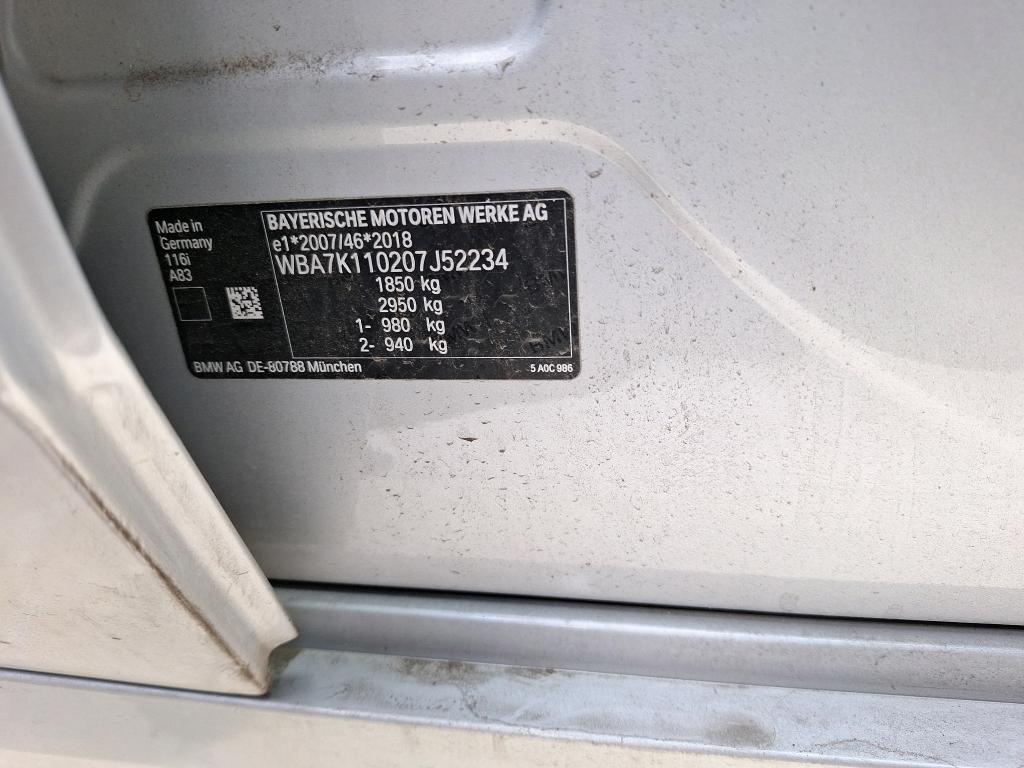 Made in
Germany
116i
A83
BAYERISCHE MOTOREN WERKE AG
e1*2007/46*2018
WBA7K110207J52234
1850 kg
2950 kg
1- 980 kg
2- 940 kg
BMW AG DE-80788 München
5 A0C 986